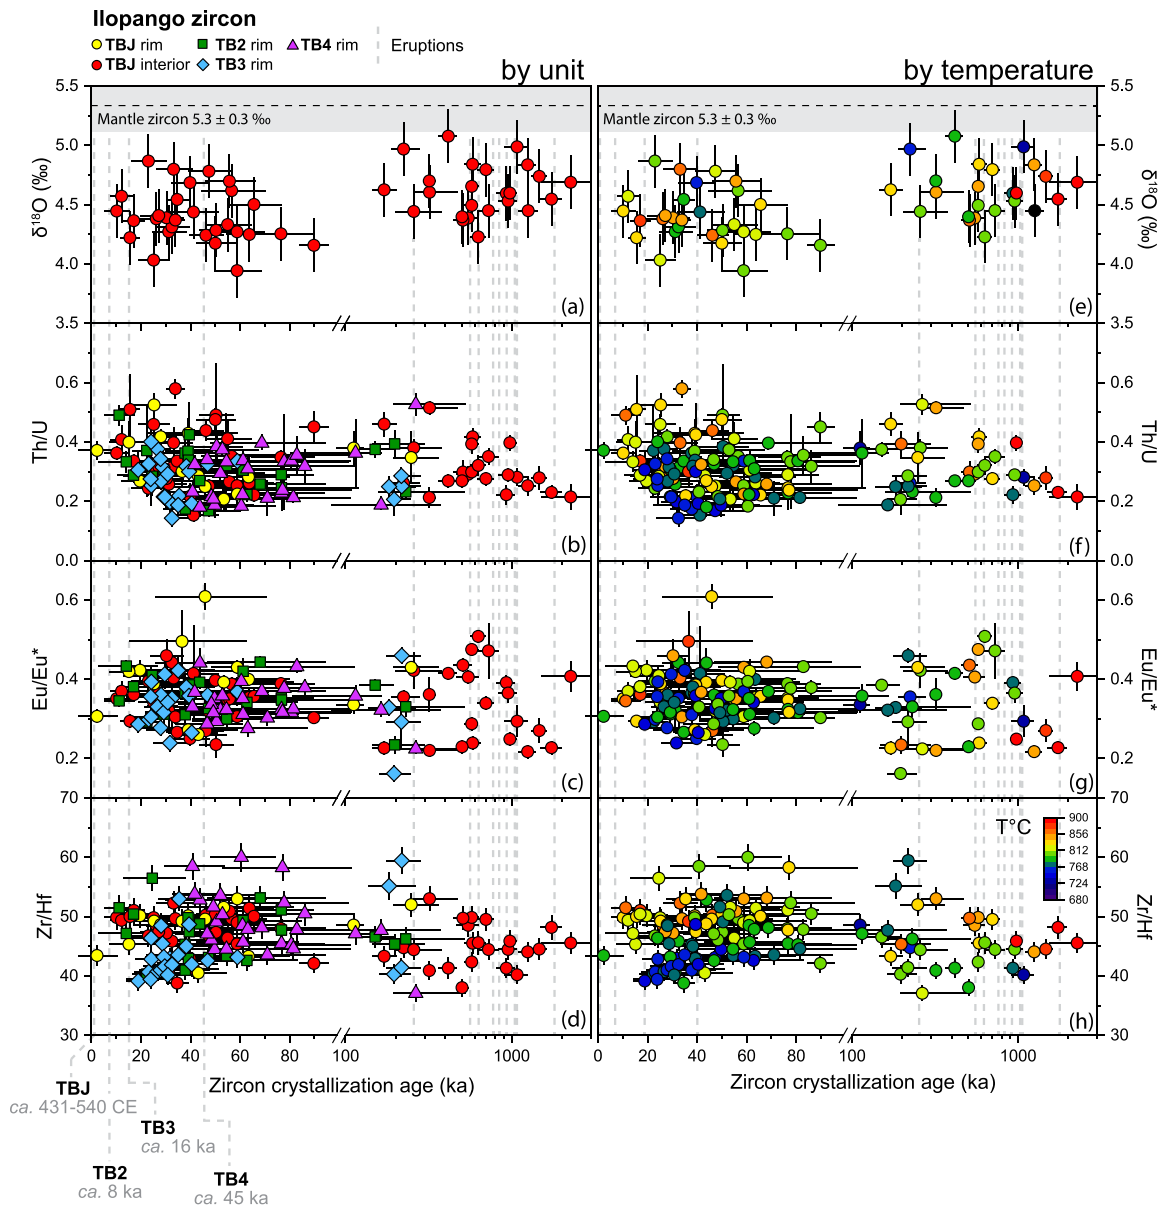 Ilopango zircon
TBJ rim TB2 rim TB4 rim Eruptions
TBJ interior TB3 rim
by unit by temperature
5.5 5.5
Mantle zircon 5.3 ± 0.3 ‰ Mantle zircon 5.3 ± 0.3 ‰
5.0 5.0
δ18O (‰) δ18O (‰)
4.5 4.5
4.0 4.0
(a) (e)
3.5 3.5
0.6 0.6
Th/U Th/U
0.4 0.4
0.2 0.2
(b) (f)
0.0 0.0
0.6 0.6
Eu/Eu* Eu/Eu*
0.4 0.4
0.2 0.2
(c) (g)
70 70
T°C 900
856
812
768
724
680
60 60
Zr/Hf Zr/Hf
50 50
40 40
(d) (h)
30 30
0 20 40 60 80 100 1000 0 20 40 60 80 100 1000
Zircon crystallization age (ka) Zircon crystallization age (ka)
TBJ
ca. 431-540 CE
TB3
ca. 16 ka
TB2
ca. 8 ka
TB4
ca. 45 ka